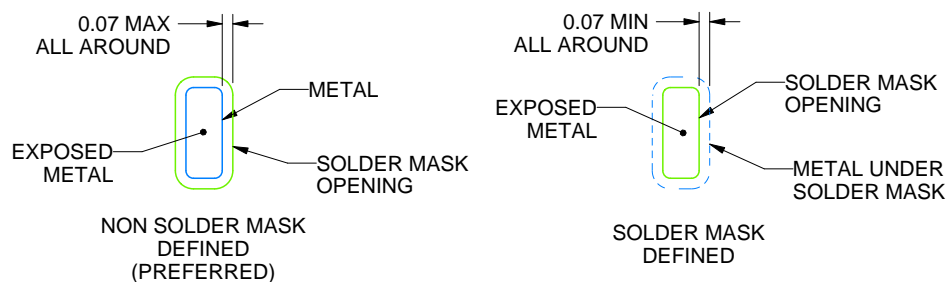 0.07 MAX
ALL AROUND
METAL
EXPOSED
METAL
SOLDER MASK
OPENING
NON SOLDER MASK
DEFINED
(PREFERRED)
0.07 MIN
ALL AROUND
SOLDER MASK
OPENING
EXPOSED
METAL
METAL UNDER
SOLDER MASK
SOLDER MASK
DEFINED